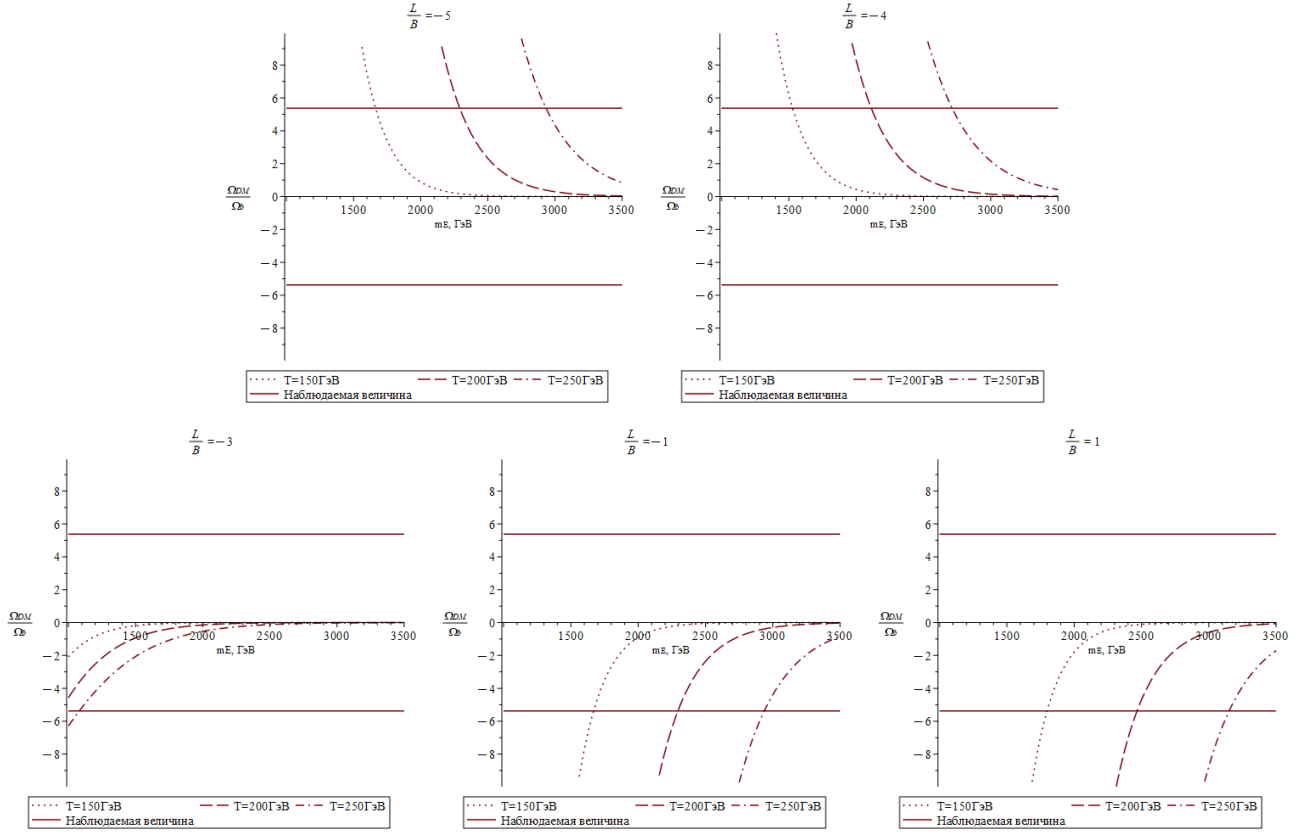 L/B = − 5
8
6
4
2
0
− 2
− 4
− 6
− 8
ΩDM
Ωb
1500 2000 2500 3000 3500
mE, ГэВ
T=150ГэВ T=200ГэВ T=250ГэВ
Наблюдаемая величина
L/B = − 4
8
6
4
2
0
− 2
− 4
− 6
− 8
ΩDM
Ωb
1500 2000 2500 3000 3500
mE, ГэВ
T=150ГэВ T=200ГэВ T=250ГэВ
Наблюдаемая величина
L/B = − 3
8
6
4
2
0
− 2
− 4
− 6
− 8
ΩDM
Ωb
1500 2000 2500 3000 3500
mE, ГэВ
T=150ГэВ T=200ГэВ T=250ГэВ
Наблюдаемая величина
L/B = − 1
8
6
4
2
0
− 2
− 4
− 6
− 8
ΩDM
Ωb
1500 2000 2500 3000 3500
mE, ГэВ
T=150ГэВ T=200ГэВ T=250ГэВ
Наблюдаемая величина
L/B = 1
8
6
4
2
0
− 2
− 4
− 6
− 8
ΩDM
Ωb
1500 2000 2500 3000 3500
mE, ГэВ
T=150ГэВ T=200ГэВ T=250ГэВ
Наблюдаемая величина